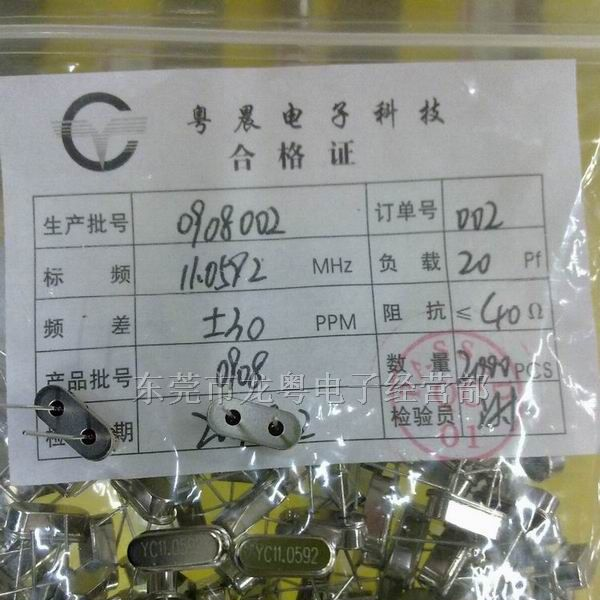 粤晨电子科技
合格证
生产批号 0908002 订单号 002
标频 11.0592 MHz 负载 20 Pf
频差 ±30 PPM 阻抗 ≤40Ω
产品批号 0908 数量 PCS
东莞市龙粤电子经营部
期 检验员
01
YC11.0592
YC11.0592